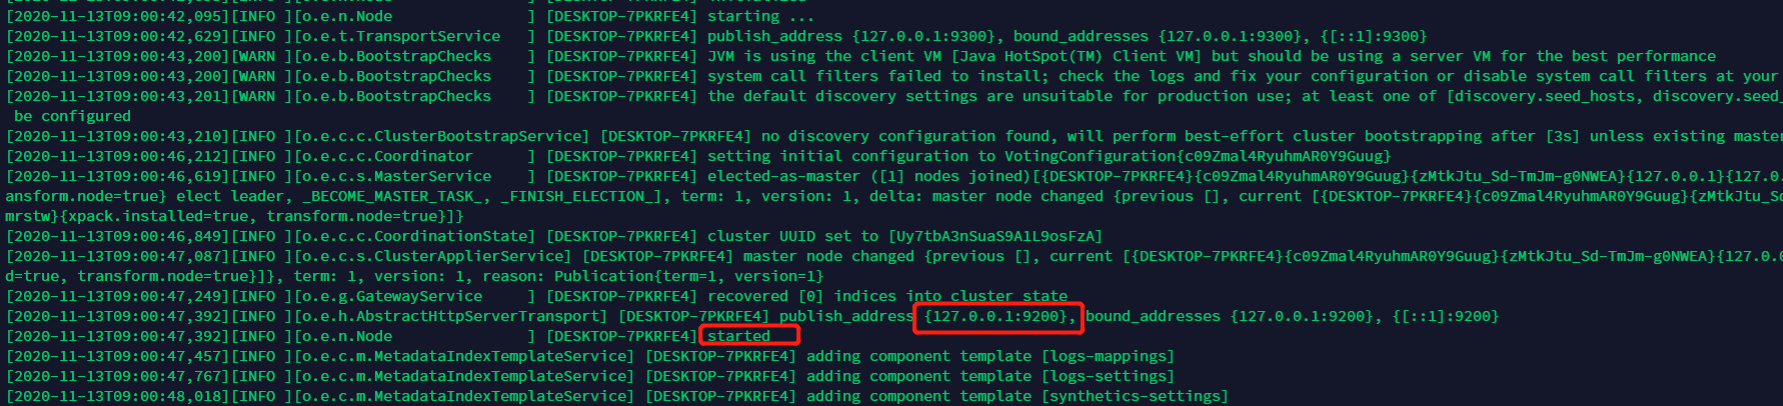 [2020-11-13T09:00:42,095][INFO ][o.e.n.Node               ] [DESKTOP-7PKRFE4] starting ...
[2020-11-13T09:00:42,629][INFO ][o.e.t.TransportService   ] [DESKTOP-7PKRFE4] publish_address {127.0.0.1:9300}, bound_addresses {127.0.0.1:9300}, {[::1]:9300}
[2020-11-13T09:00:43,200][WARN ][o.e.b.BootstrapChecks    ] [DESKTOP-7PKRFE4] JVM is using the client VM [Java HotSpot(TM) Client VM] but should be using a server VM for the best performance
[2020-11-13T09:00:43,200][WARN ][o.e.b.BootstrapChecks    ] [DESKTOP-7PKRFE4] system call filters failed to install; check the logs and fix your configuration or disable system call filters at your
[2020-11-13T09:00:43,201][WARN ][o.e.b.BootstrapChecks    ] [DESKTOP-7PKRFE4] the default discovery settings are unsuitable for production use; at least one of [discovery.seed_hosts, discovery.seed_
be configured
[2020-11-13T09:00:43,210][INFO ][o.e.c.c.ClusterBootstrapService] [DESKTOP-7PKRFE4] no discovery configuration found, will perform best-effort cluster bootstrapping after [3s] unless existing master
[2020-11-13T09:00:46,212][INFO ][o.e.c.c.Coordinator      ] [DESKTOP-7PKRFE4] setting initial configuration to VotingConfiguration{c09Zmal4RyuhmAR0Y9Guug}
[2020-11-13T09:00:46,619][INFO ][o.e.c.s.MasterService    ] [DESKTOP-7PKRFE4] elected-as-master ([1] nodes joined)[{DESKTOP-7PKRFE4}{c09Zmal4RyuhmAR0Y9Guug}{zMtkJtu_Sd-TmJm-g0NWEA}{127.0.0.1}{127.0.
ansform.node=true} elect leader, _BECOME_MASTER_TASK_, _FINISH_ELECTION_], term: 1, version: 1, delta: master node changed {previous [], current [{DESKTOP-7PKRFE4}{c09Zmal4RyuhmAR0Y9Guug}{zMtkJtu_Sd
mrstw}{xpack.installed=true, transform.node=true}]}
[2020-11-13T09:00:46,849][INFO ][o.e.c.c.CoordinationState] [DESKTOP-7PKRFE4] cluster UUID set to [Uy7tbA3nSuaS9A1L9osFzA]
[2020-11-13T09:00:47,087][INFO ][o.e.c.s.ClusterApplierService] [DESKTOP-7PKRFE4] master node changed {previous [], current [{DESKTOP-7PKRFE4}{c09Zmal4RyuhmAR0Y9Guug}{zMtkJtu_Sd-TmJm-g0NWEA}{127.0.0
d=true, transform.node=true}]}, term: 1, version: 1, reason: Publication{term=1, version=1}
[2020-11-13T09:00:47,249][INFO ][o.e.g.GatewayService     ] [DESKTOP-7PKRFE4] recovered [0] indices into cluster_state
[2020-11-13T09:00:47,392][INFO ][o.e.h.AbstractHttpServerTransport] [DESKTOP-7PKRFE4] publish_address {127.0.0.1:9200}, bound_addresses {127.0.0.1:9200}, {[::1]:9200}
[2020-11-13T09:00:47,392][INFO ][o.e.n.Node               ] [DESKTOP-7PKRFE4] started
[2020-11-13T09:00:47,457][INFO ][o.e.c.m.MetadataIndexTemplateService] [DESKTOP-7PKRFE4] adding component template [logs-mappings]
[2020-11-13T09:00:47,767][INFO ][o.e.c.m.MetadataIndexTemplateService] [DESKTOP-7PKRFE4] adding component template [logs-settings]
[2020-11-13T09:00:48,018][INFO ][o.e.c.m.MetadataIndexTemplateService] [DESKTOP-7PKRFE4] adding component template [synthetics-settings]